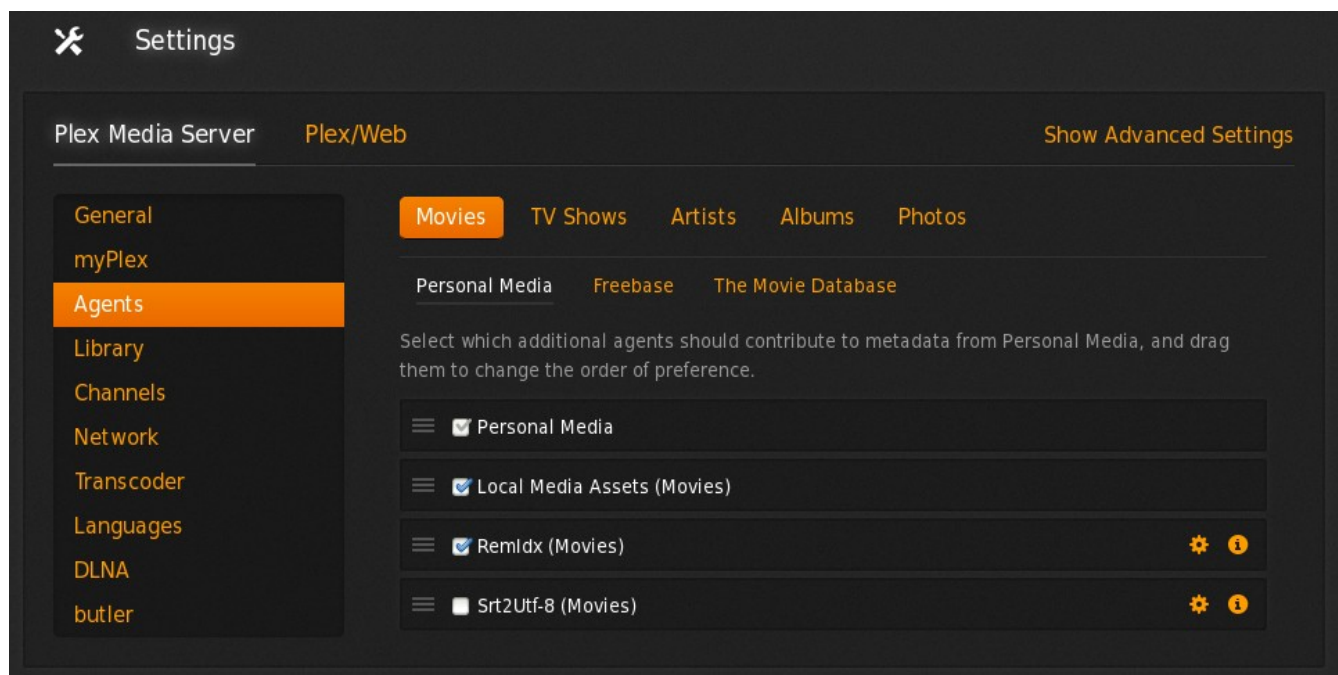 Settings
Plex Media Server Plex/Web Show Advanced Settings
General
myPlex
Agents
Library
Channels
Network
Transcoder
Languages
DLNA
butler
Movies TV Shows Artists Albums Photos
Personal Media Freebase The Movie Database
Select which additional agents should contribute to metadata from Personal Media, and drag
them to change the order of preference.
Personal Media
Local Media Assets (Movies)
RemIdx (Movies)
Srt2Utf-8 (Movies)